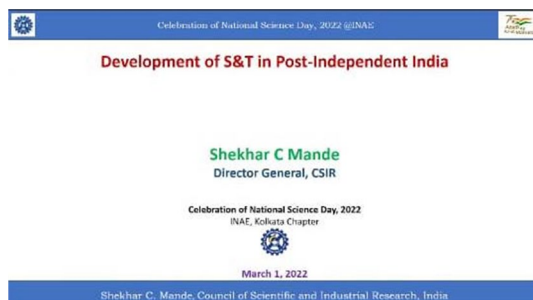 Celebration of National Science Day, 2022 @INAE
Development of S&T in Post-Independent India
Shekhar C Mande
Director General, CSIR
Celebration of National Science Day, 2022
INAE, Kolkata Chapter
March 1, 2022
Shekhar C. Mande, Council of Scientific and Industrial Research, India